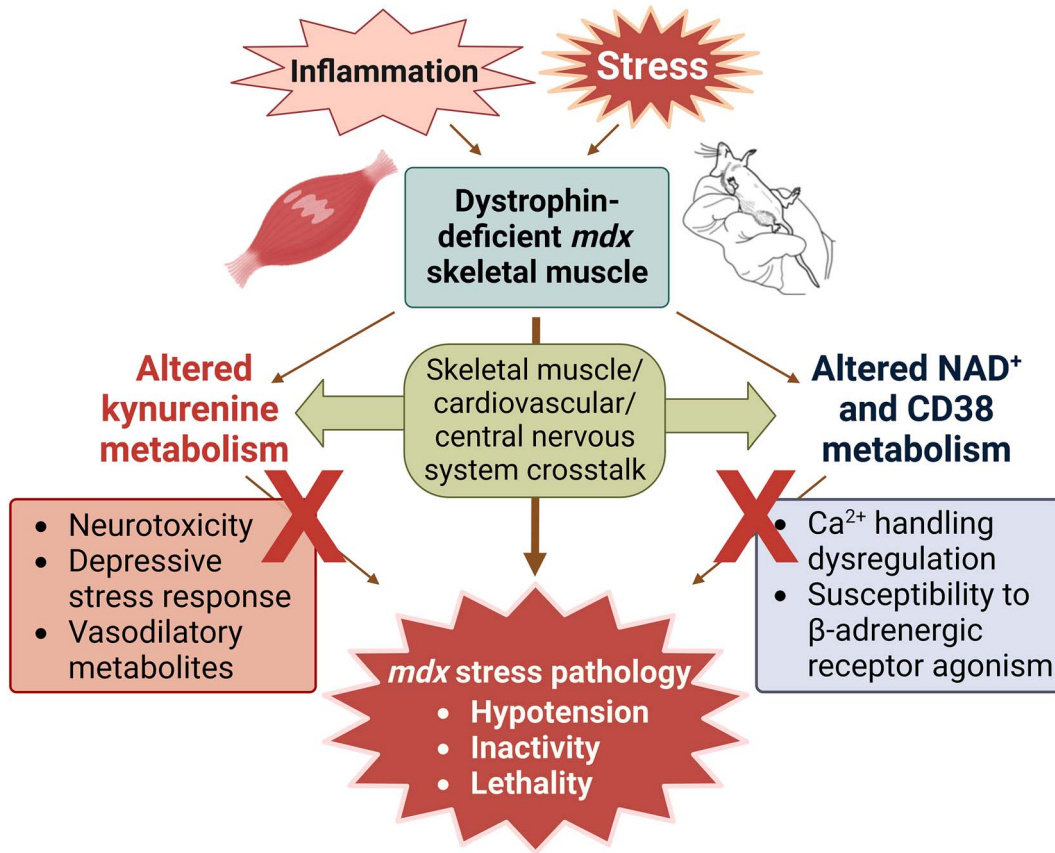 Inflammation
Stress
Dystrophin-
deficient mdx
skeletal muscle
Altered
kynurenine
metabolism
Skeletal muscle/
cardiovascular/
central nervous
system crosstalk
Altered NAD⁺
and CD38
metabolism
X
X
• Neurotoxicity
• Depressive
stress response
• Vasodilatory
metabolites
• Ca²⁺ handling
dysregulation
• Susceptibility to
β-adrenergic
receptor agonism
mdx stress pathology
• Hypotension
• Inactivity
• Lethality